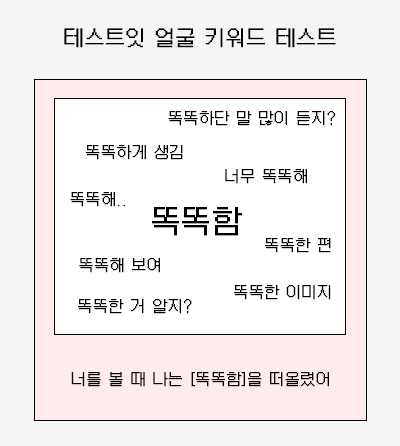 테스트잇 얼굴 키워드 테스트
똑똑하단 말 많이 듣지?
똑똑하게 생김
너무 똑똑해
똑똑해..
똑똑함
똑똑한 편
똑똑해 보여
똑똑한 이미지
똑똑한 거 알지?
너를 볼 때 나는 [똑똑함]을 떠올렸어